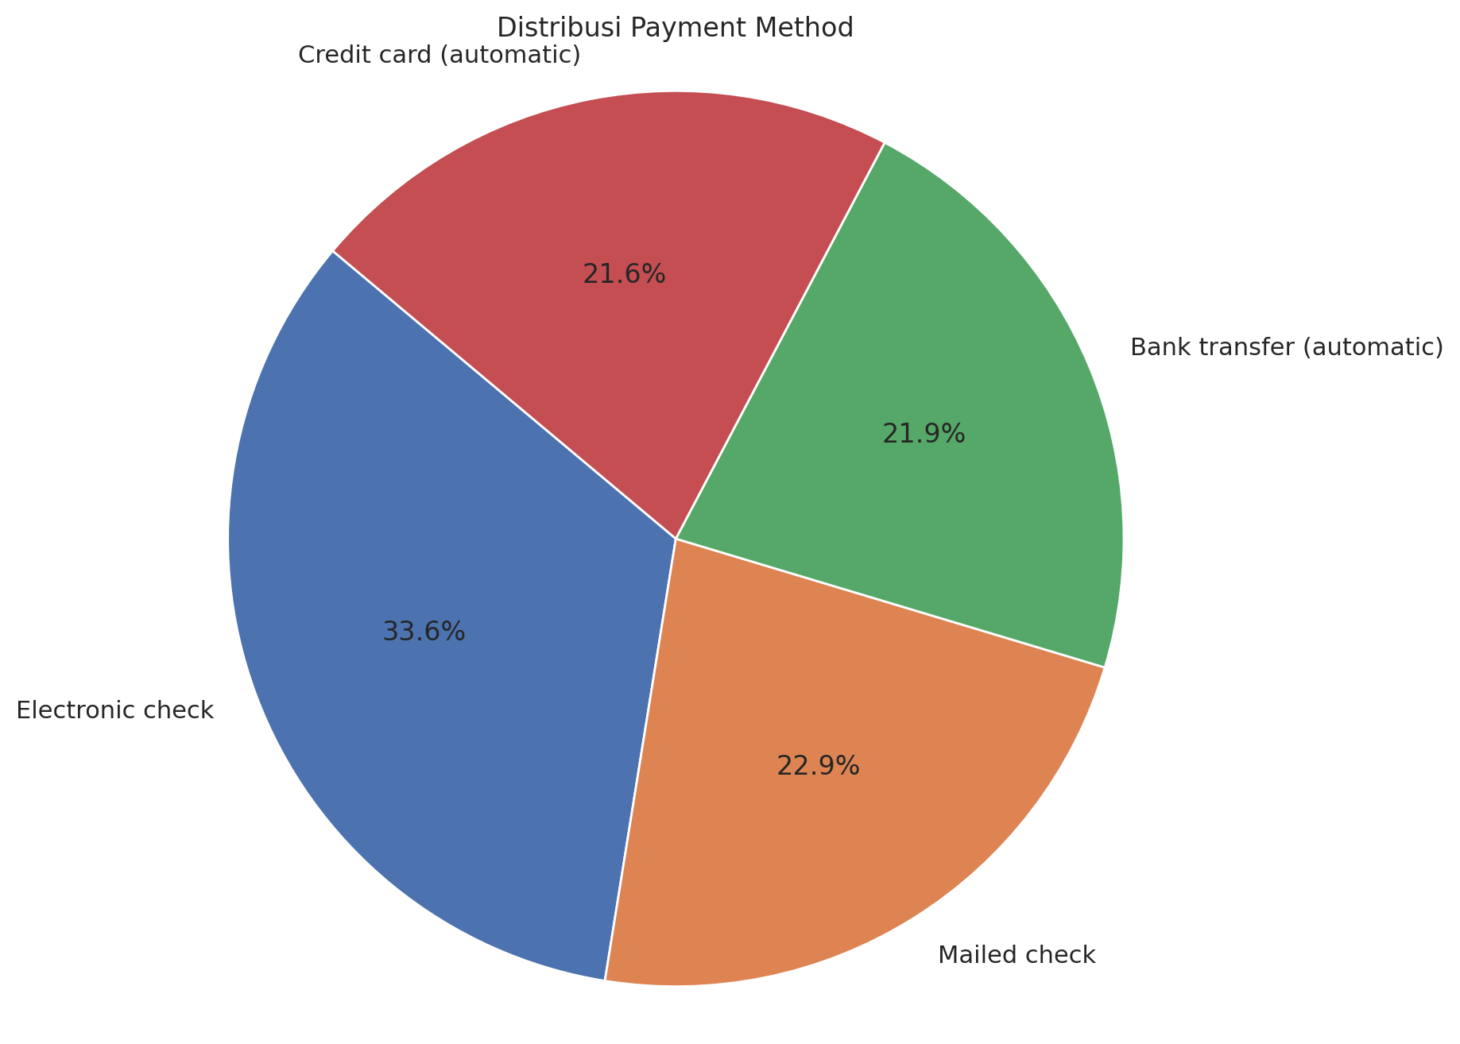 Distribusi Payment Method
Credit card (automatic)
21.6%
Bank transfer (automatic)
21.9%
33.6%
Electronic check
22.9%
Mailed check